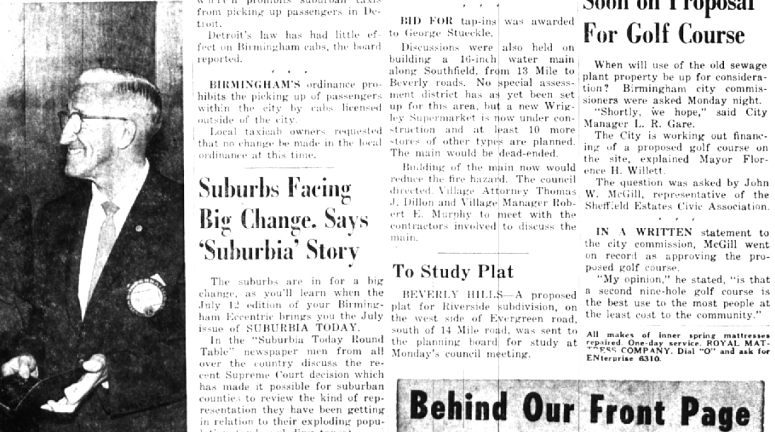 from picking up passengers in De-
troit.
Detroit's law has had little ef-
fect on Birmingham cabs, the board
reported.
BIRMINGHAM'S ordinance pro-
hibits the picking up of passengers
within the city by cabs licensed
outside of the city.
Local taxicab owners requested
that no change be made in the local
ordinance at this time.
Suburbs Facing
Big Change, Says
'Suburbia' Story
The suburbs are in for a big
change, as you'll learn when the
July 12 edition of your Birming-
ham Eccentric brings you the July
issue of SUBURBIA TODAY.
In the "Suburbia Today Round
Table" newspaper men from all
over the country discuss the re-
cent Supreme Court decision which
has made it possible for suburban
counties to review the kind of rep-
resentation they have been getting
in relation to their exploding popu-
BID FOR tap-ins was awarded
to George Stueckle.
Discussions were also held on
building a 16-inch water main
along Southfield, from 13 Mile to
Beverly roads. No special assess-
ment district has as yet been set
up for this area, but a new Wrig-
ley Supermarket is now under con-
struction and at least 10 more
stores of other types are planned.
The main would be dead-ended.
Building of the main now would
reduce the fire hazard. The council
directed Village Attorney Thomas
J. Dillon and Village Manager Rob-
ert E. Murphy to meet with the
contractors involved to discuss the
main.
To Study Plat
BEVERLY HILLS—A proposed
plat for Riverside subdivision, on
the west side of Evergreen road,
south of 14 Mile road, was sent to
the planning board for study at
Monday's council meeting.
Soon on Proposal
For Golf Course
When will use of the old sewage
plant property be up for considera-
tion? Birmingham city commis-
sioners were asked Monday night.
"Shortly, we hope," said City
Manager L. R. Gare.
The City is working out financ-
ing of a proposed golf course on
the site, explained Mayor Flor-
ence H. Willett.
The question was asked by John
W. McGill, representative of the
Sheffield Estates Civic Association.
IN A WRITTEN statement to
the city commission, McGill went
on record as approving the pro-
posed golf course.
"My opinion," he stated, "is that
a second nine-hole golf course is
the best use to the most people at
the least cost to the community."
All makes of inner spring mattresses
repaired. One-day service. ROYAL MAT-
TRESS COMPANY. Dial "O" and ask for
ENterprise 6310.
Behind Our Front Page